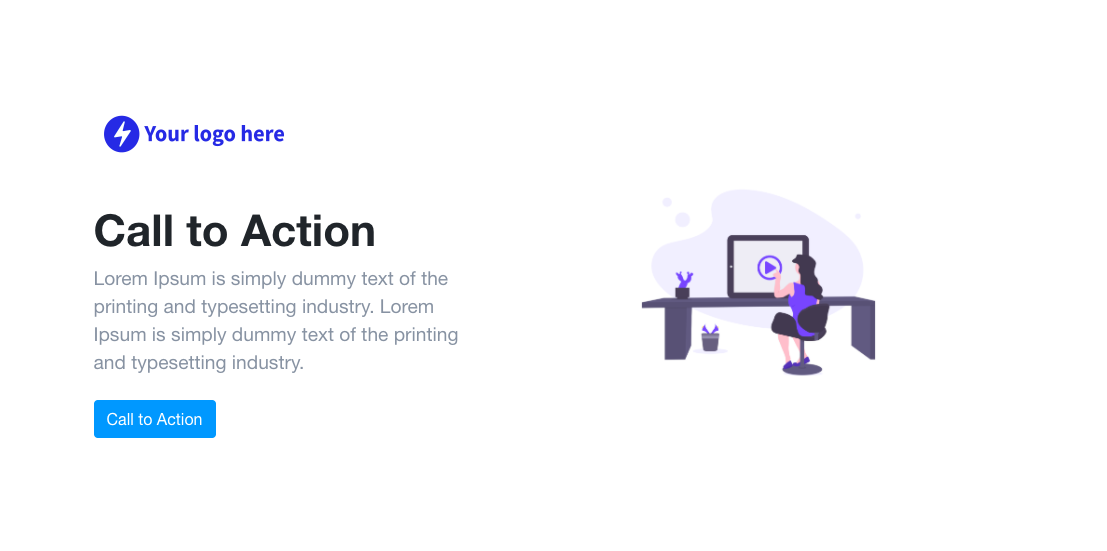 Your logo here
Call to Action
Lorem Ipsum is simply dummy text of the
printing and typesetting industry. Lorem
Ipsum is simply dummy text of the printing
and typesetting industry.
Call to Action